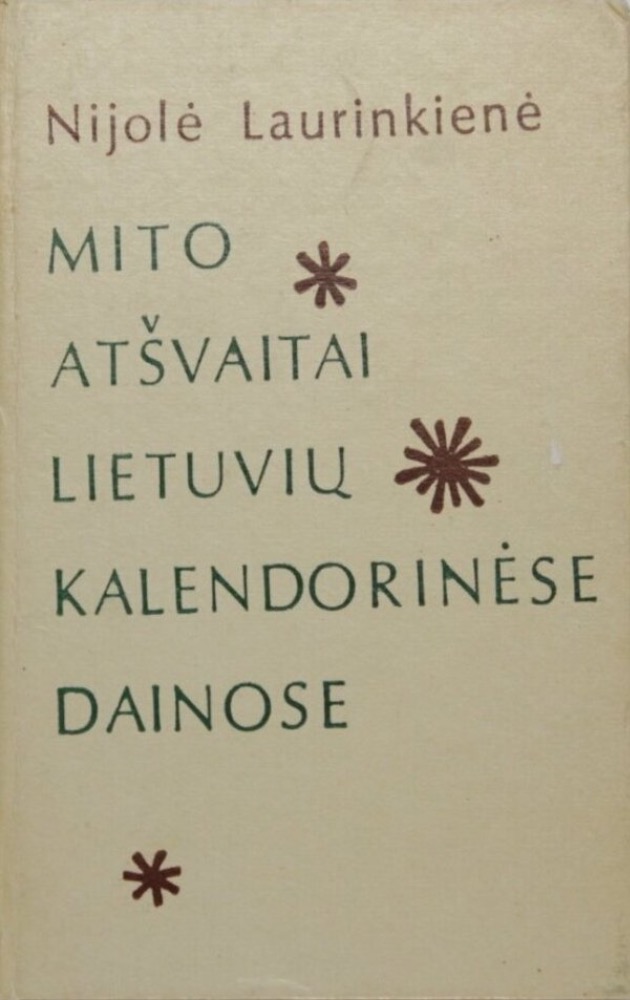 Nijolė Laurinkienė
MITO
ATŠVAITAI
LIETUVIŲ
KALENDORINĖSE
DAINOSE